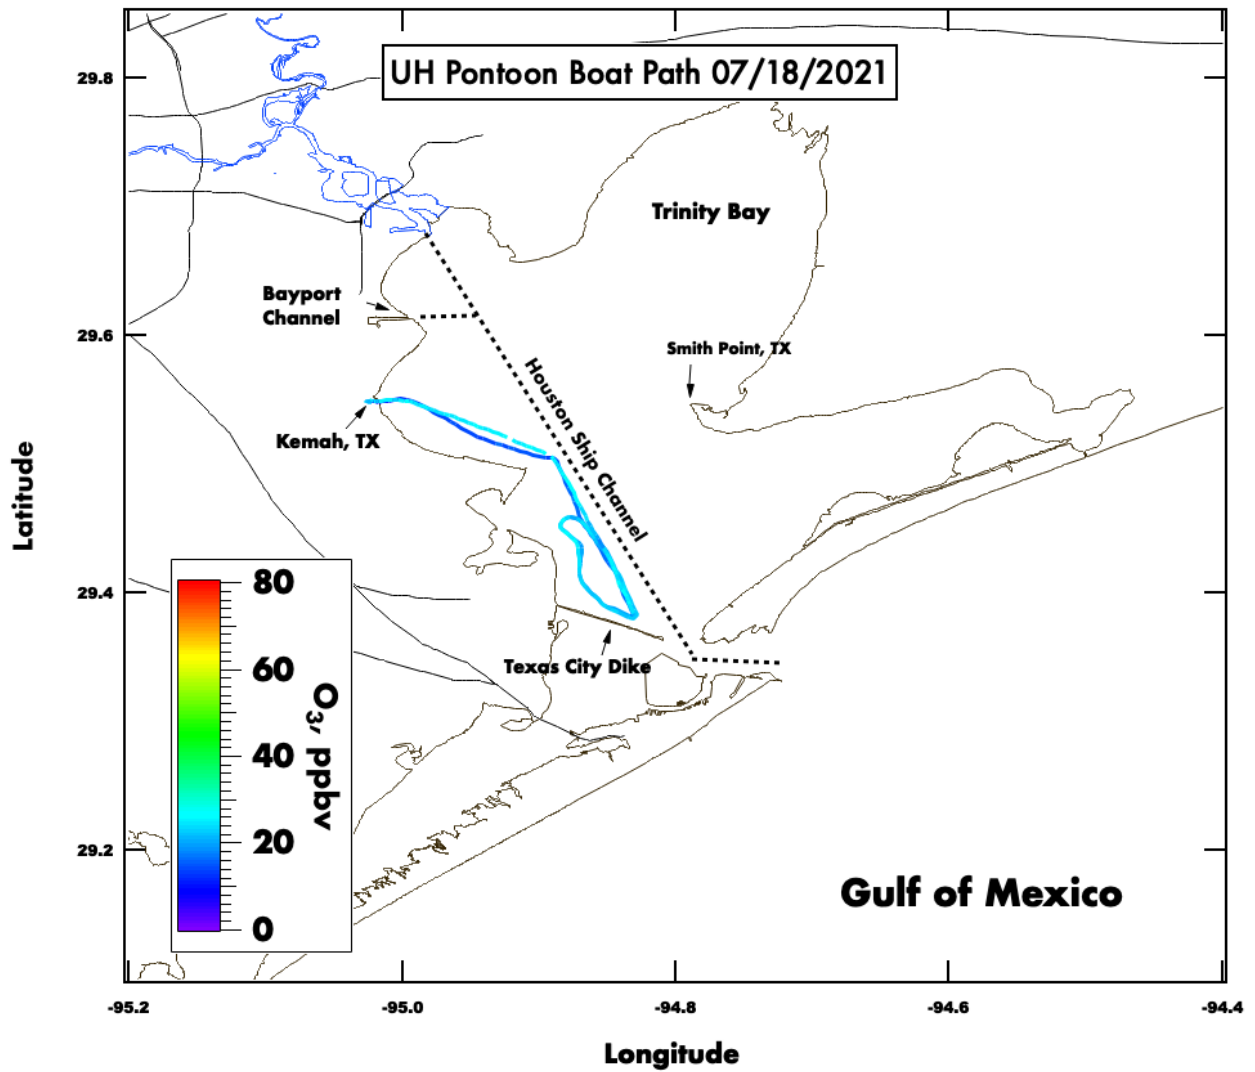 UH Pontoon Boat Path 07/18/2021
29.8
Trinity Bay
Bayport
Channel
29.6
Smith Point, TX
Houston Ship Channel
Kemah, TX
Latitude
29.4
80
60
40
20
0
O3, ppbv
Texas City Dike
29.2
Gulf of Mexico
-95.2
-95.0
-94.8
-94.6
-94.4
Longitude